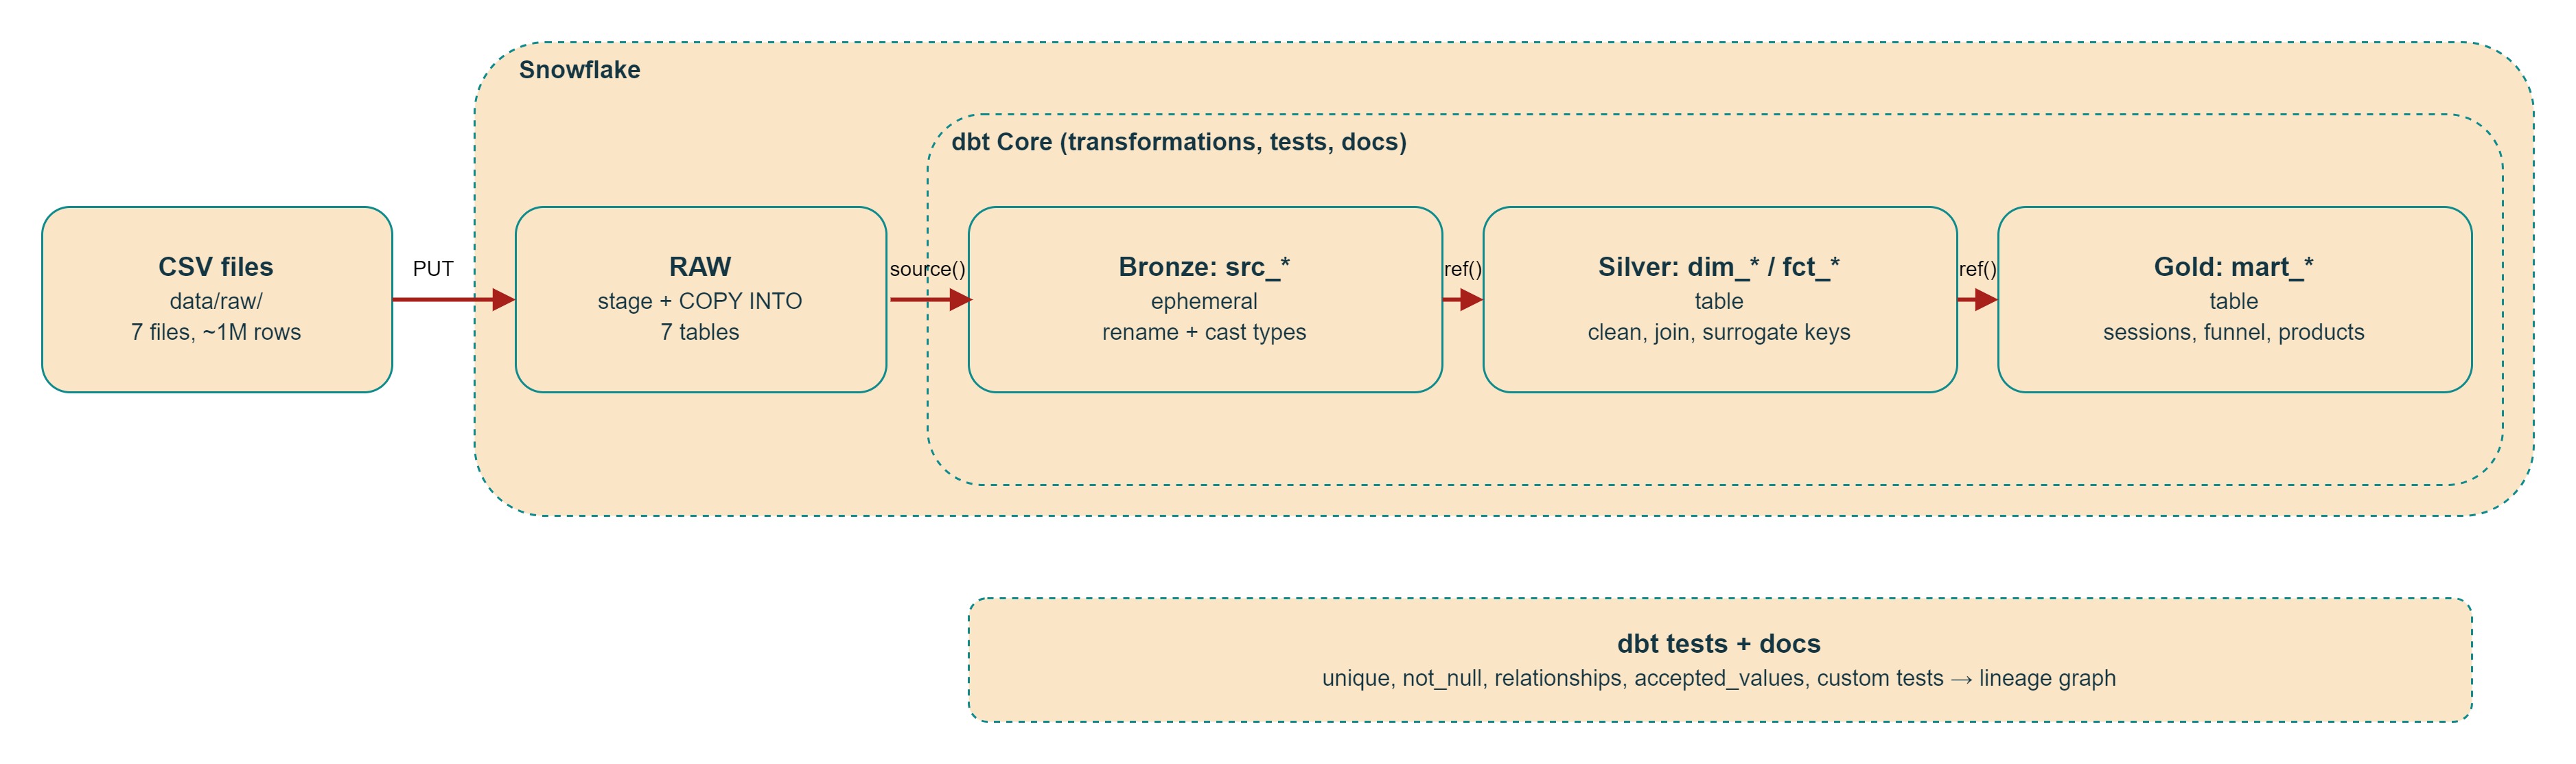 Snowflake
dbt Core (transformations, tests, docs)
CSV files
data/raw/
7 files, ~1M rows
PUT
RAW
stage + COPY INTO
7 tables
source()
Bronze: src_*
ephemeral
rename + cast types
ref()
Silver: dim_* / fct_*
table
clean, join, surrogate keys
ref()
Gold: mart_*
table
sessions, funnel, products
dbt tests + docs
unique, not_null, relationships, accepted_values, custom tests → lineage graph